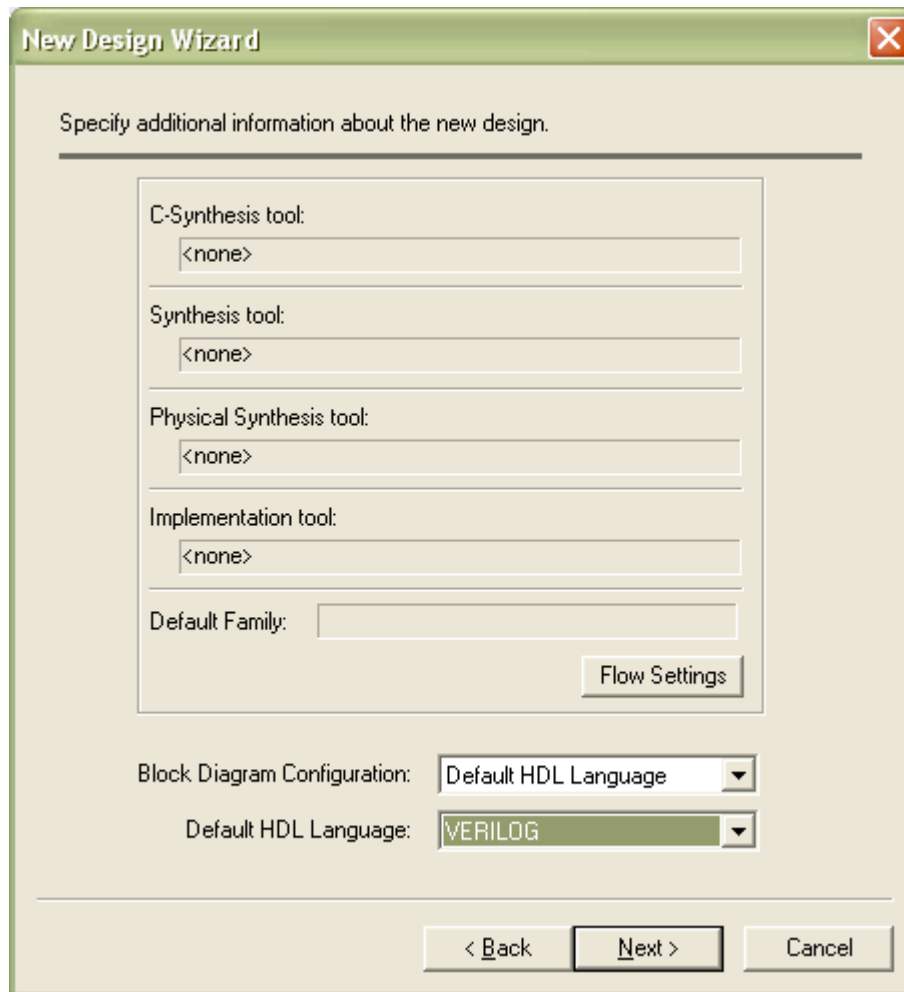 New Design Wizard
Specify additional information about the new design.
C-Synthesis tool:
<none>
Synthesis tool:
<none>
Physical Synthesis tool:
<none>
Implementation tool:
<none>
Default Family:
Flow Settings
Block Diagram Configuration: Default HDL Language
Default HDL Language: VERILOG
< Back Next > Cancel